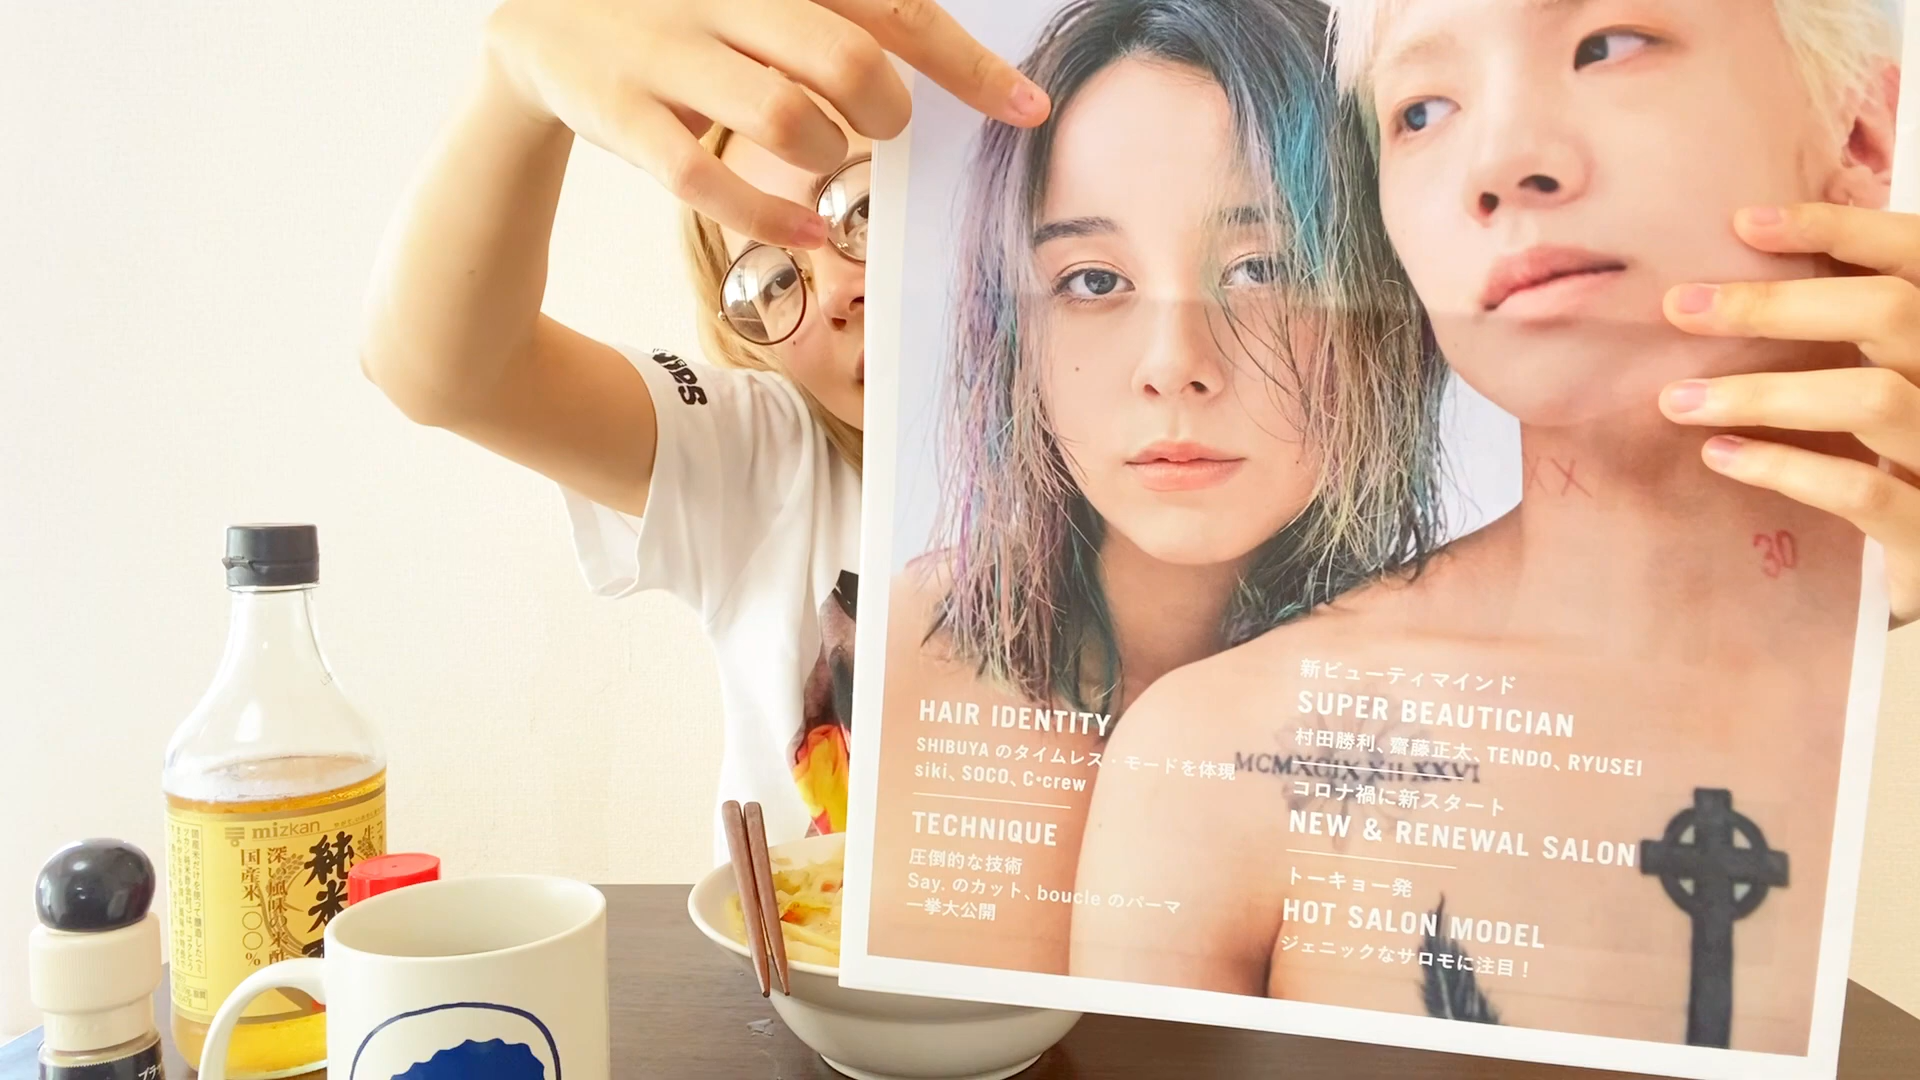 HAIR IDENTITY
SHIBUYA のタイムレス・モードを体現
siki、SOCO、C•crew
TECHNIQUE
圧倒的な技術
Say. のカット、boucle のパーマ
一挙大公開
新ビューティマインド
SUPER BEAUTICIAN
村田勝利、齋藤正太、TENDO、RYUSEI
コロナ禍に新スタート
NEW & RENEWAL SALON
トーキョー発
HOT SALON MODEL
ジェニックなサロモに注目！
XX
30
mizkan
純米
深い風味の米酢
国産米一〇〇%